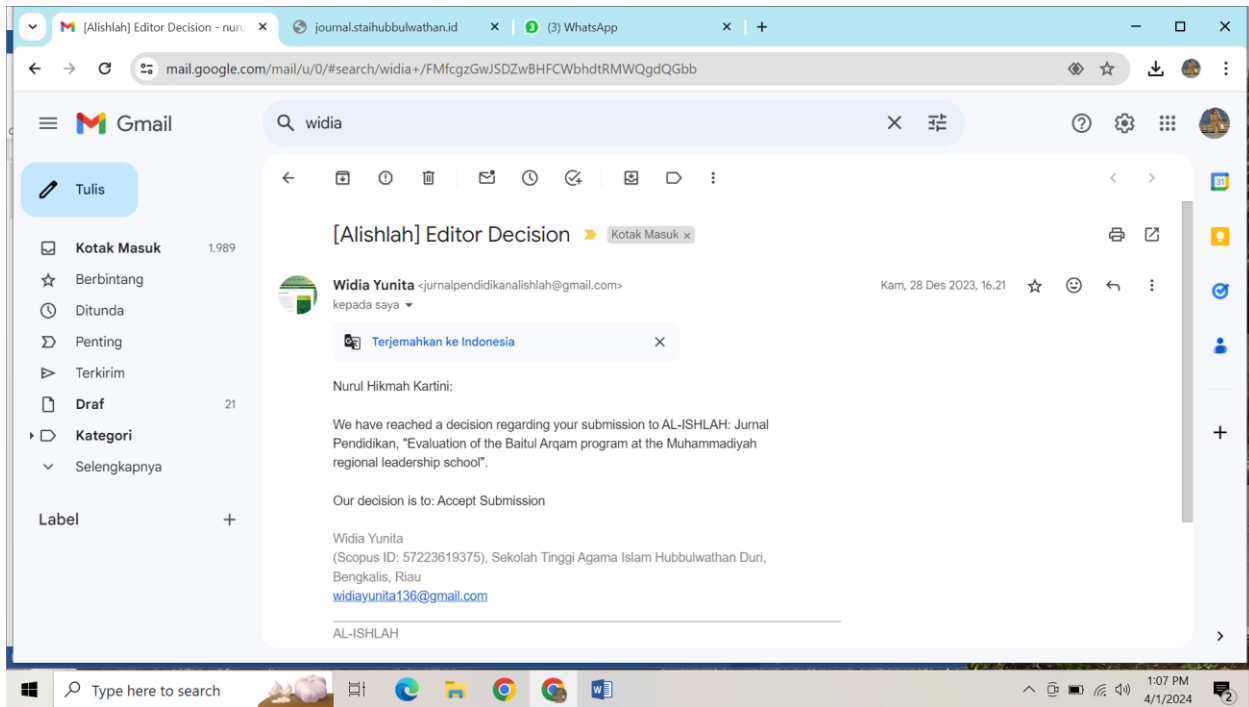 [Alishlah] Editor Decision - nuru
journal.staihubbulwathan.id
(3) WhatsApp
mail.google.com/mail/u/0/#search/widia+/FMfcgzGwJSDZwBHFCWbhdtRMWQgdQGbb
Gmail
widia
Tulis
31
[Alishlah] Editor Decision
Kotak Masuk x
Kotak Masuk 1.989
Widia Yunita <jurnalpendidikanalishlah@gmail.com>
Kam, 28 Des 2023, 16.21
kepada saya
Berbintang
Ditunda
Penting
Terkirim
Draf 21
Kategori
Selengkapnya
Label
Terjemahkan ke Indonesia
Nurul Hikmah Kartini:
We have reached a decision regarding your submission to AL-ISHLAH: Jurnal
Pendidikan, "Evaluation of the Baitul Arqam program at the Muhammadiyah
regional leadership school".
Our decision is to: Accept Submission
Widia Yunita
(Scopus ID: 57223619375), Sekolah Tinggi Agama Islam Hubbulwathan Duri,
Bengkalis, Riau
widiayunita136@gmail.com
AL-ISHLAH
Type here to search
1:07 PM
4/1/2024
2